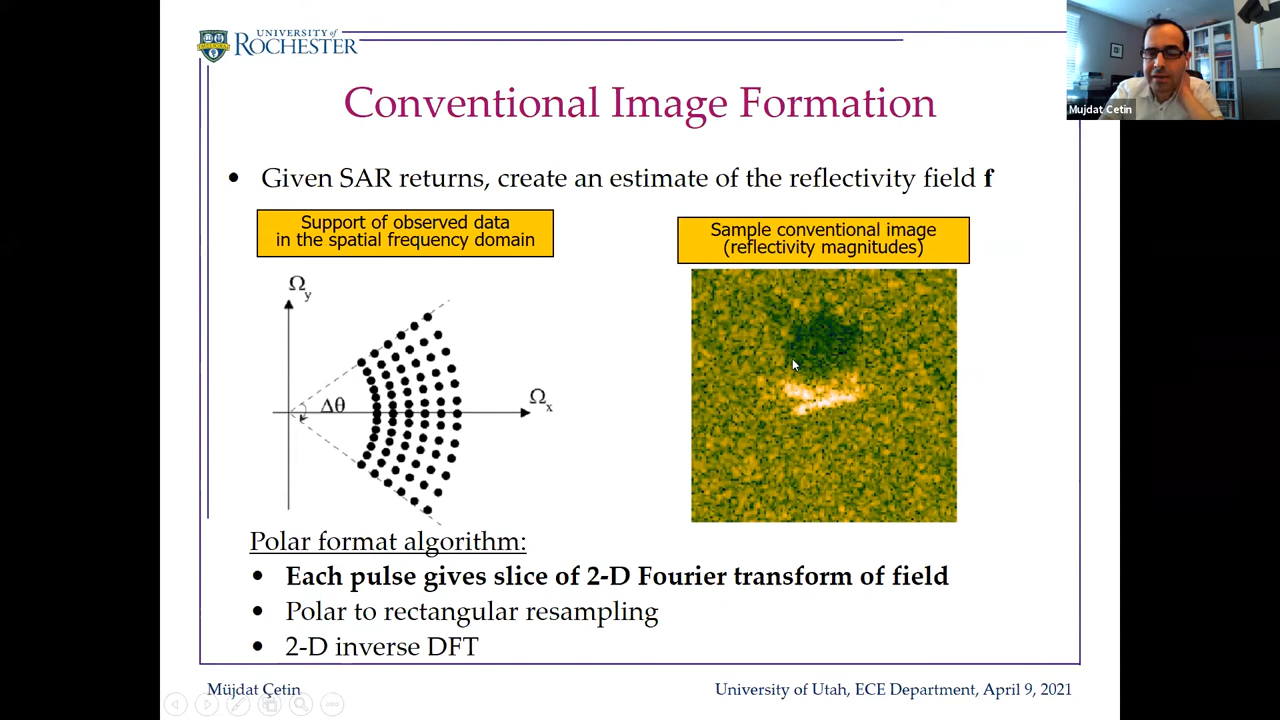 UNIVERSITY of
ROCHESTER
Mujdat Cetin
Conventional Image Formation
• Given SAR returns, create an estimate of the reflectivity field f
Support of observed data
in the spatial frequency domain
Sample conventional image
(reflectivity magnitudes)
Ωy
Δθ
Ωx
Polar format algorithm:
• Each pulse gives slice of 2-D Fourier transform of field
• Polar to rectangular resampling
• 2-D inverse DFT
Müjdat Çetin
University of Utah, ECE Department, April 9, 2021